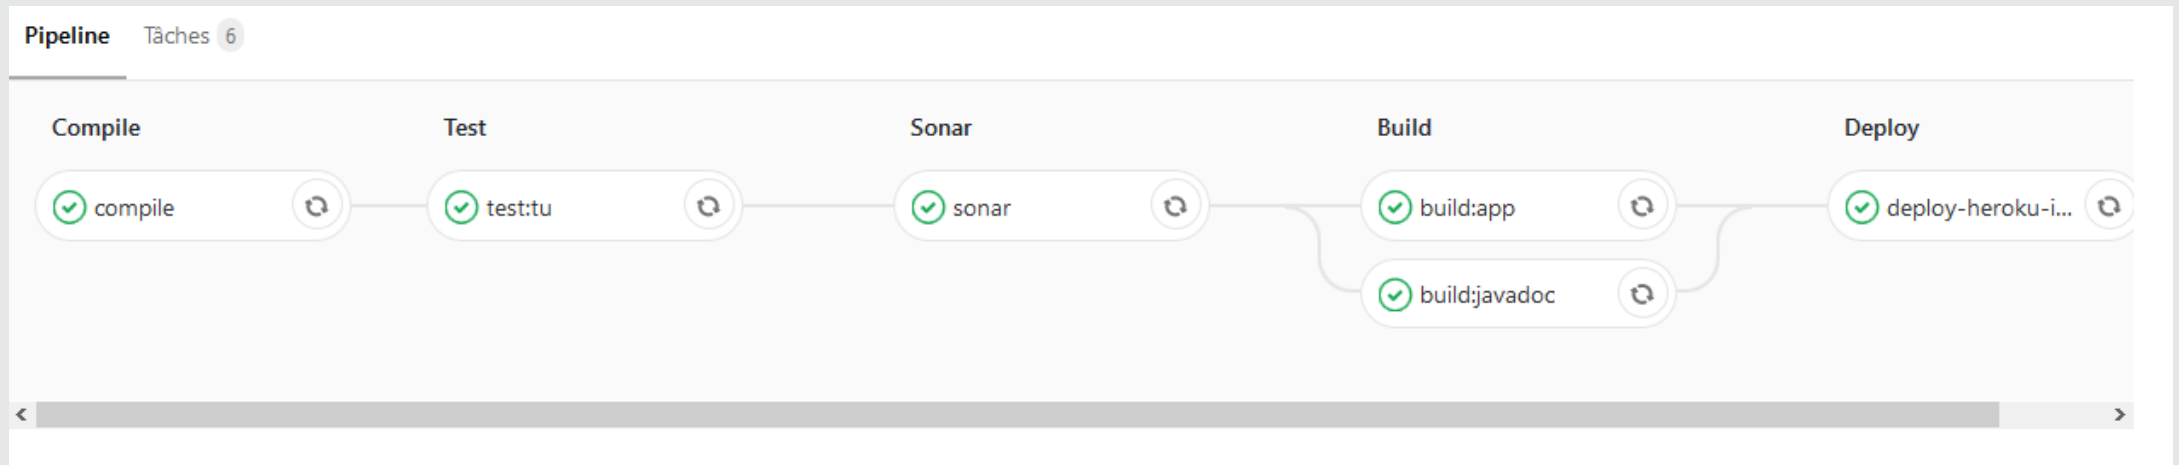 Pipeline Tâches 6
Compile Test Sonar Build Deploy
compile test:tu sonar build:app deploy-heroku-i...
build:javadoc